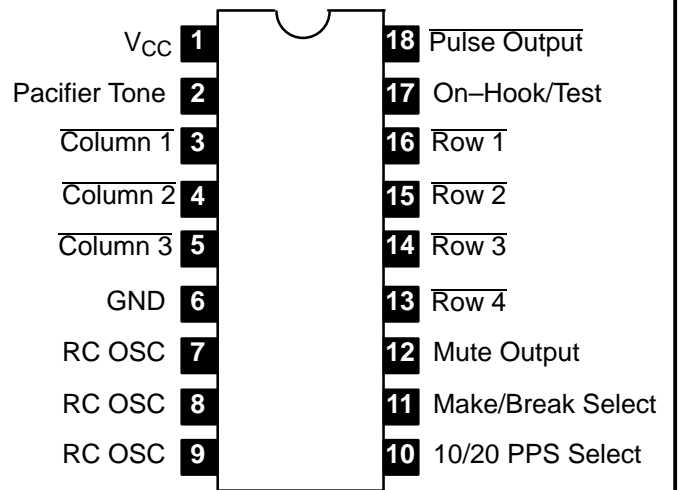 VCC 1 18 Pulse Output
Pacifier Tone 2 17 On–Hook/Test
Column 1 3 16 Row 1
Column 2 4 15 Row 2
Column 3 5 14 Row 3
GND 6 13 Row 4
RC OSC 7 12 Mute Output
RC OSC 8 11 Make/Break Select
RC OSC 9 10 10/20 PPS Select